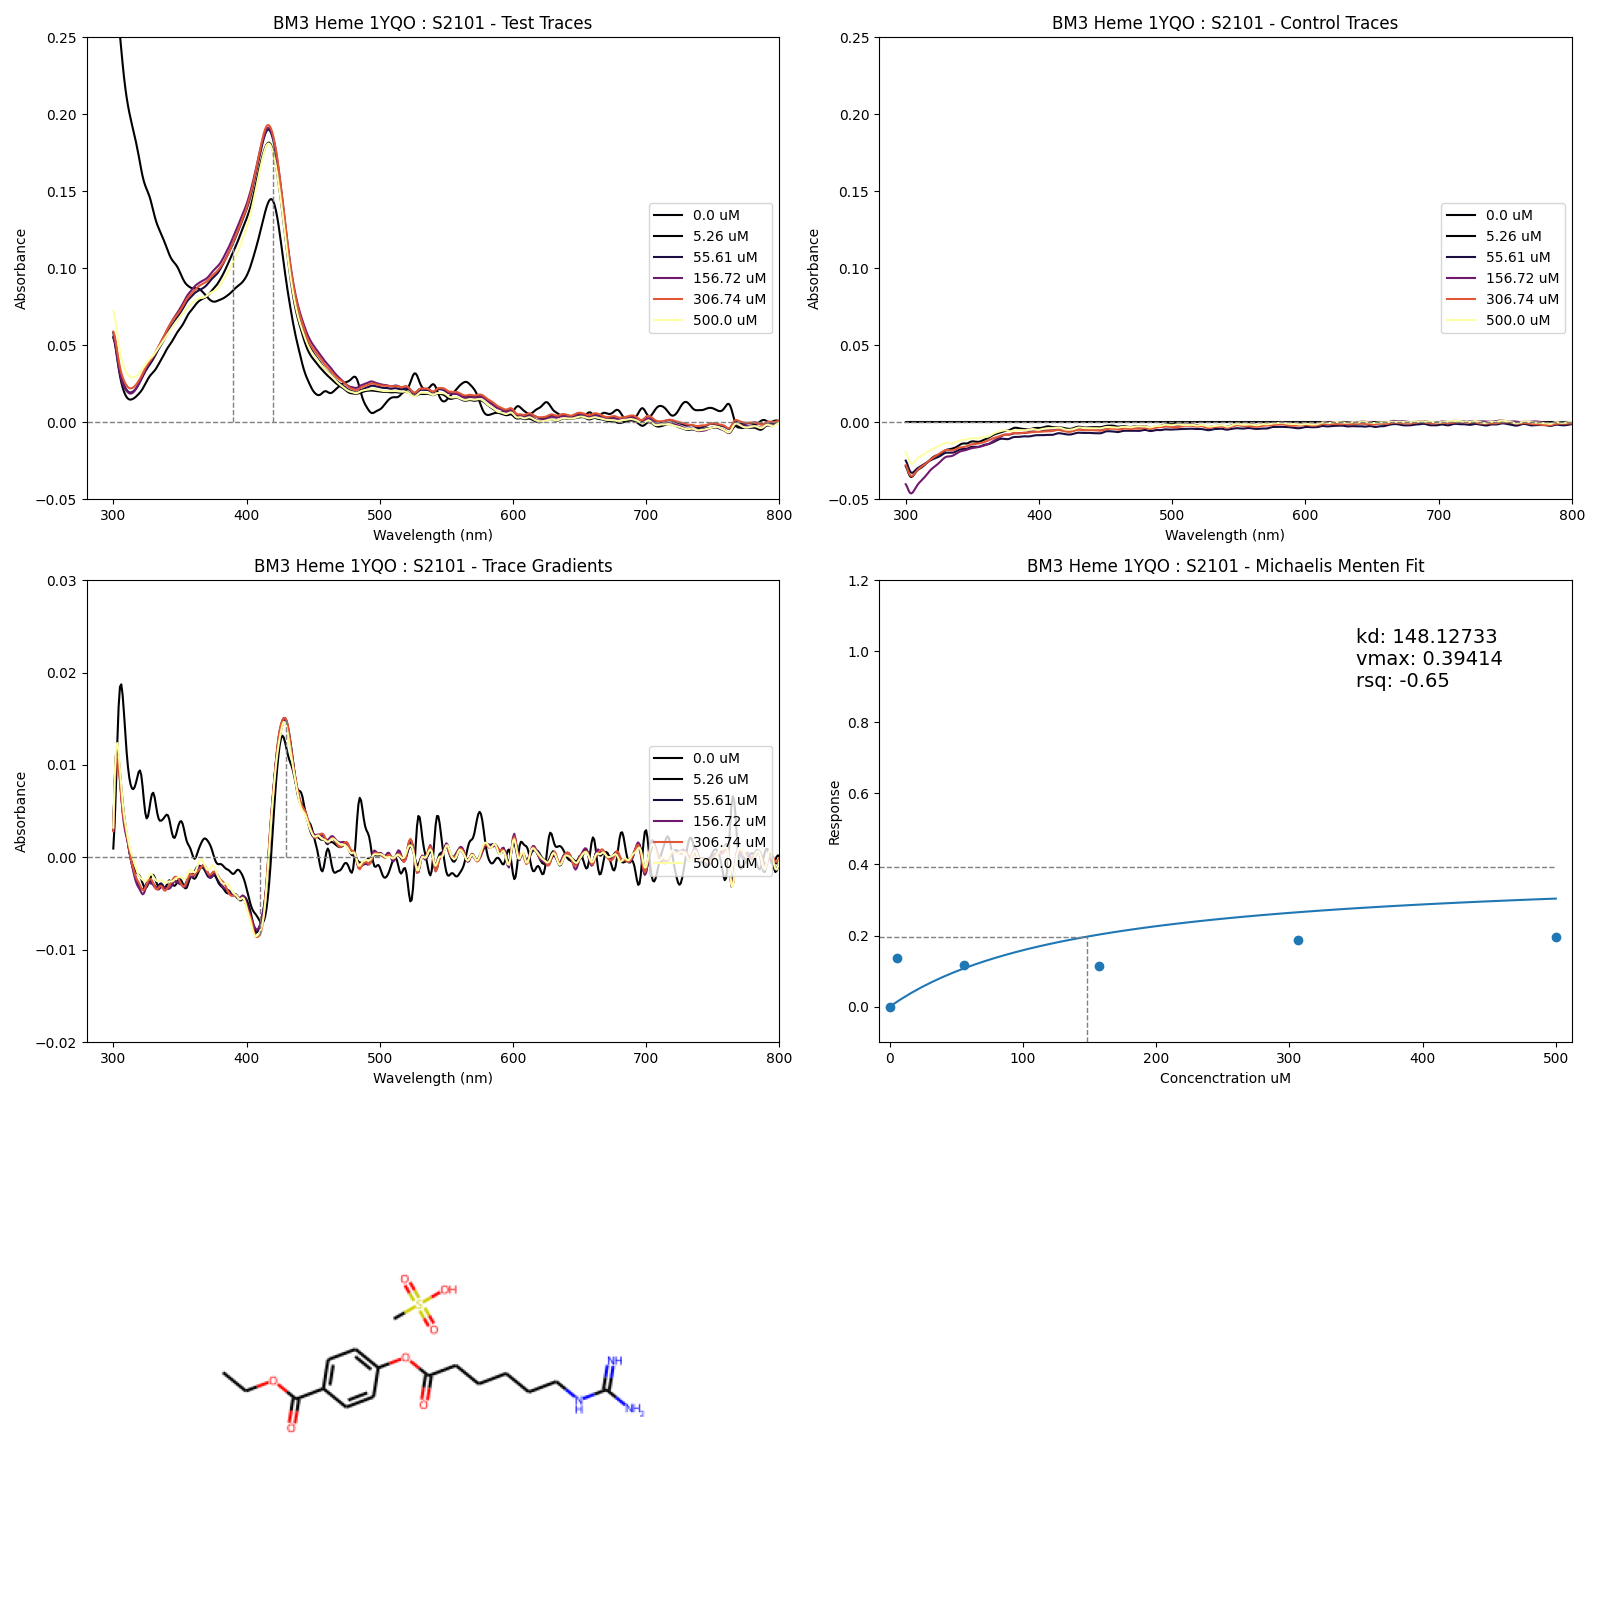 BM3 Heme 1YQO : S2101 - Test Traces
0.25
0.20
0.15
0.10
0.05
0.00
−0.05
Absorbance
0.0 uM
5.26 uM
55.61 uM
156.72 uM
306.74 uM
500.0 uM
300 400 500 600 700 800
Wavelength (nm)
BM3 Heme 1YQO : S2101 - Control Traces
0.25
0.20
0.15
0.10
0.05
0.00
−0.05
Absorbance
0.0 uM
5.26 uM
55.61 uM
156.72 uM
306.74 uM
500.0 uM
300 400 500 600 700 800
Wavelength (nm)
BM3 Heme 1YQO : S2101 - Trace Gradients
0.03
0.02
0.01
0.00
−0.01
−0.02
Absorbance
0.0 uM
5.26 uM
55.61 uM
156.72 uM
306.74 uM
500.0 uM
300 400 500 600 700 800
Wavelength (nm)
BM3 Heme 1YQO : S2101 - Michaelis Menten Fit
1.2
1.0
0.8
0.6
0.4
0.2
0.0
Response
kd: 148.12733
vmax: 0.39414
rsq: -0.65
0 100 200 300 400 500
Concenctration uM
O
OH
S
O
O
O
O
O
NH
N
H
NH2